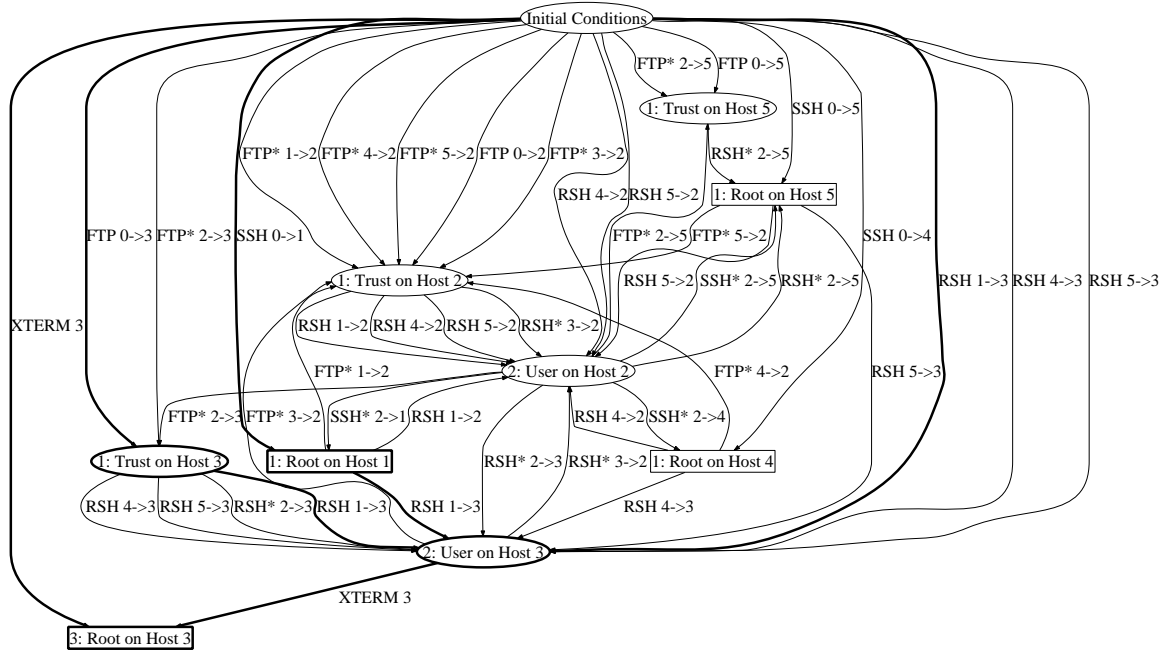 Initial Conditions
FTP* 2->5
FTP 0->5
1: Trust on Host 5
SSH 0->5
FTP* 1->2
FTP* 4->2
FTP* 5->2
FTP 0->2
FTP* 3->2
RSH* 2->5
RSH 4->2
RSH 5->2
1: Root on Host 5
FTP 0->3
FTP* 2->3
SSH 0->1
FTP* 2->5
FTP* 5->2
SSH 0->4
1: Trust on Host 2
RSH 5->2
SSH* 2->5
RSH* 2->5
RSH 1->3
RSH 4->3
RSH 5->3
XTERM 3
RSH 1->2
RSH 4->2
RSH 5->2
RSH* 3->2
2: User on Host 2
FTP* 1->2
FTP* 4->2
RSH 5->3
FTP* 2->3
FTP* 3->2
SSH* 2->1
RSH 1->2
RSH 4->2
SSH* 2->4
1: Trust on Host 3
1: Root on Host 1
RSH* 2->3
RSH* 3->2
1: Root on Host 4
RSH 4->3
RSH 5->3
RSH* 2->3
RSH 1->3
RSH 1->3
RSH 4->3
2: User on Host 3
XTERM 3
3: Root on Host 3